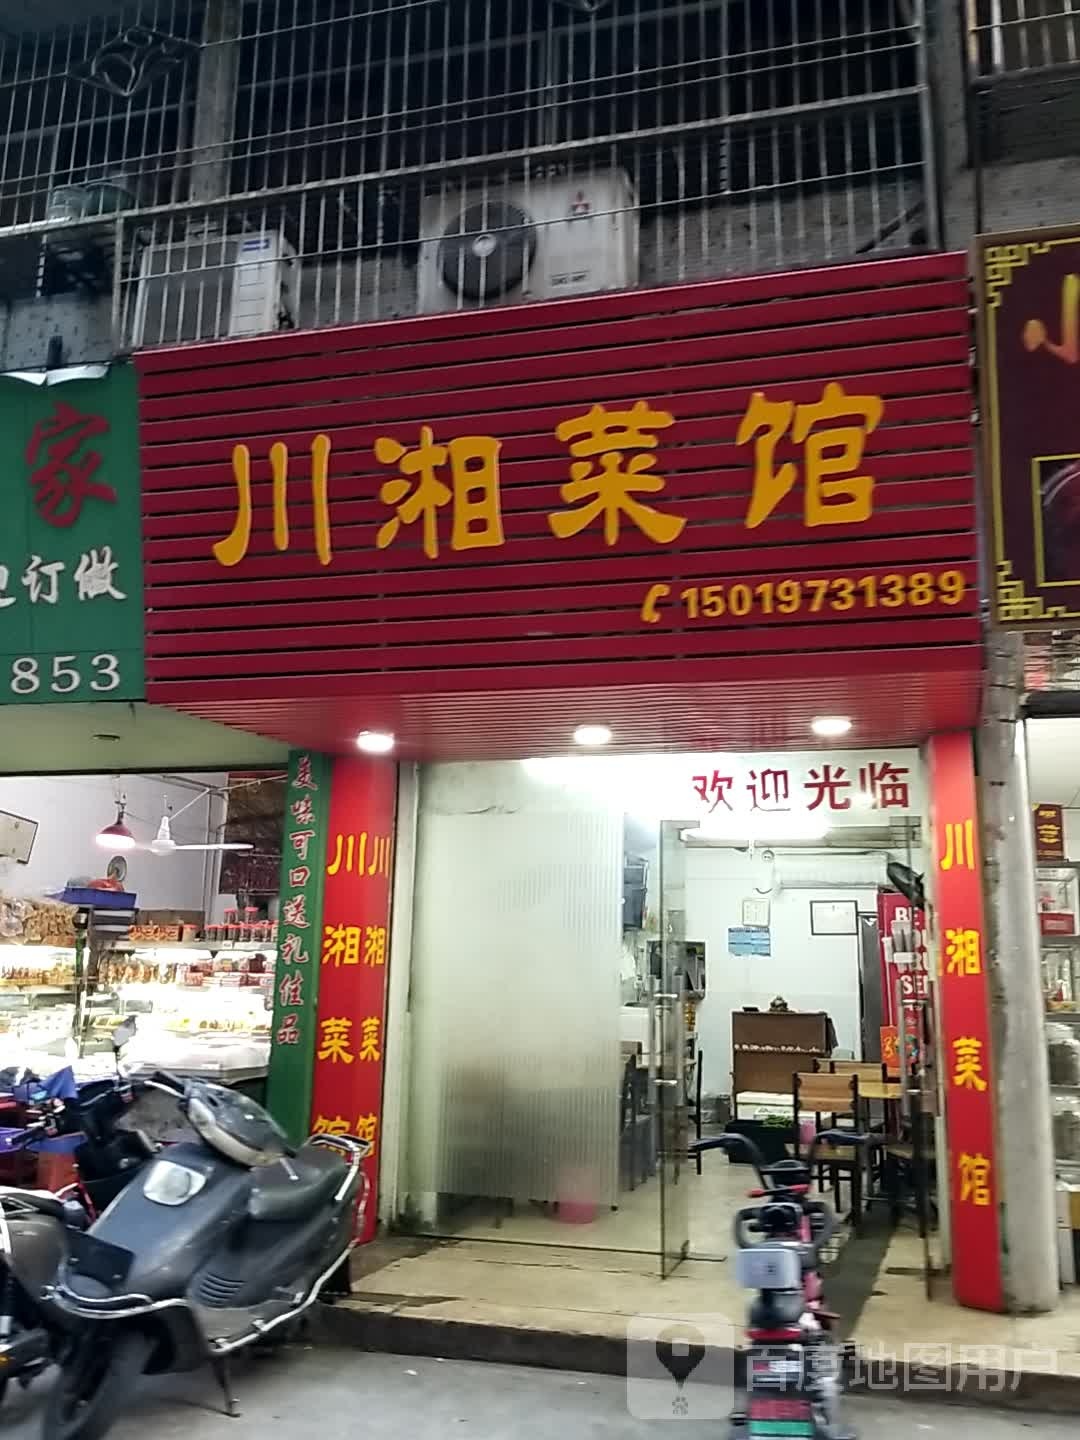 川湘菜馆
15019731389
家
订做
853
欢迎光临
美味可口送礼佳品
川湘菜馆
川湘菜馆
川湘菜馆
百度地图用户